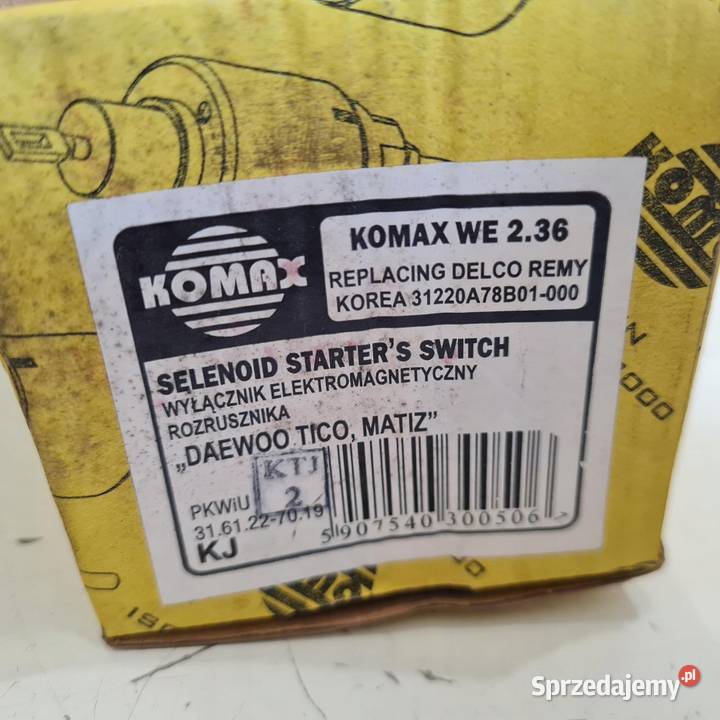 KOMAX
KOMAX WE 2.36
REPLACING DELCO REMY
KOREA 31220A78B01-000
SELENOID STARTER'S SWITCH
WYŁĄCZNIK ELEKTROMAGNETYCZNY
ROZRUSZNIKA
„DAEWOO TICO, MATIZ”
KTJ
2
PKWiU
31.61.22-70.19
KJ
5 907540 300506
Sprzedajemy.pl